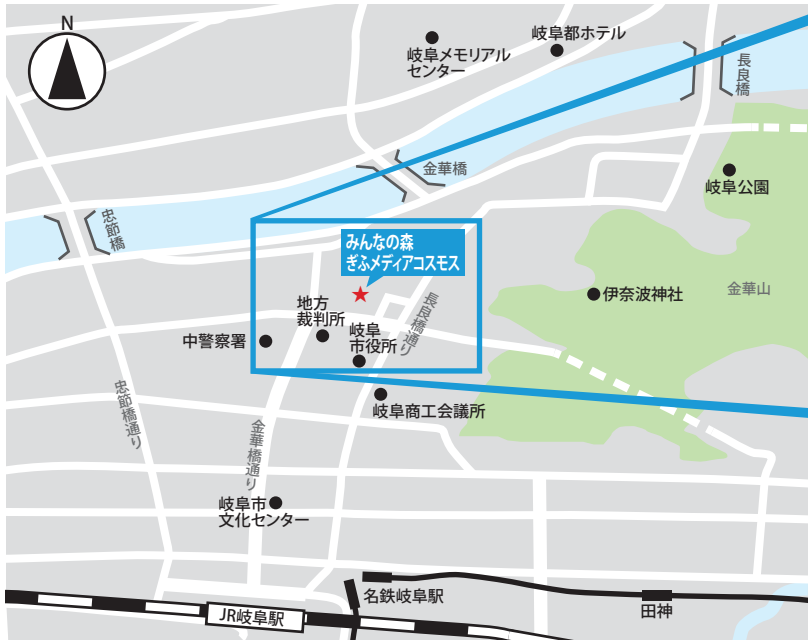 N
岐阜メモリアル
センター
岐阜都ホテル
長良橋
金華橋
岐阜公園
忠節橋
みんなの森
ぎふメディアコスモス
伊奈波神社
金華山
長良橋通り
地方
裁判所
岐阜
市役所
中警察署
岐阜商工会議所
忠節橋通り
金華橋通り
岐阜市
文化センター
名鉄岐阜駅
田神
JR岐阜駅